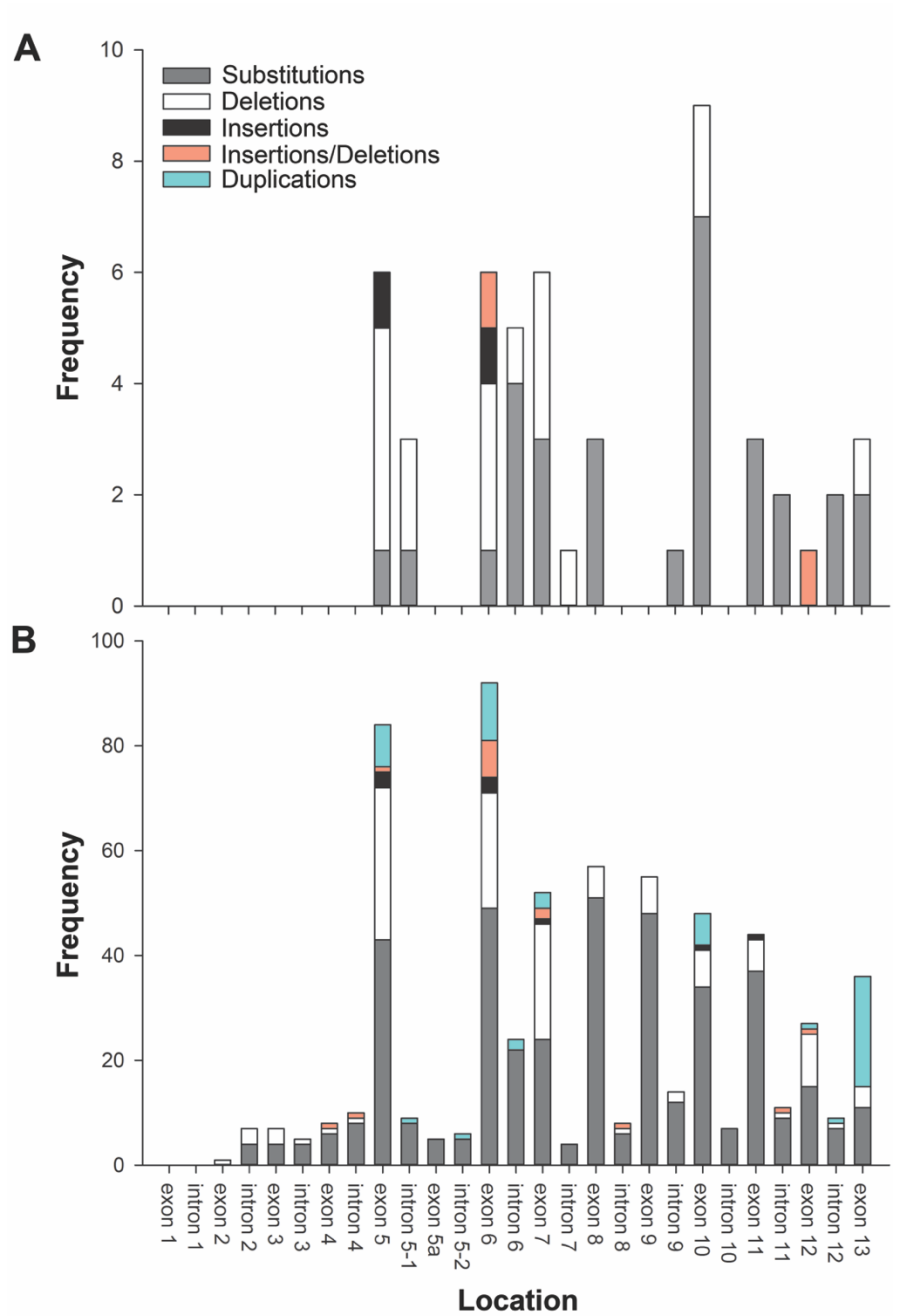 A
10
8
6
4
2
0
Frequency
Substitutions
Deletions
Insertions
Insertions/Deletions
Duplications
B
100
80
60
40
20
0
Frequency
exon 1
intron 1
exon 2
intron 2
exon 3
intron 3
exon 4
intron 4
exon 5
intron 5-1
exon 5a
intron 5-2
exon 6
intron 6
exon 7
intron 7
exon 8
intron 8
exon 9
intron 9
exon 10
intron 10
exon 11
intron 11
exon 12
intron 12
exon 13
Location